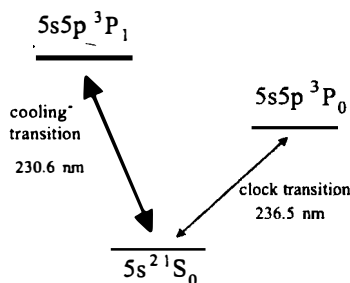 5s5p ³P₁
cooling
transition
230.6 nm
5s5p ³P₀
clock transition
236.5 nm
5s² ¹S₀